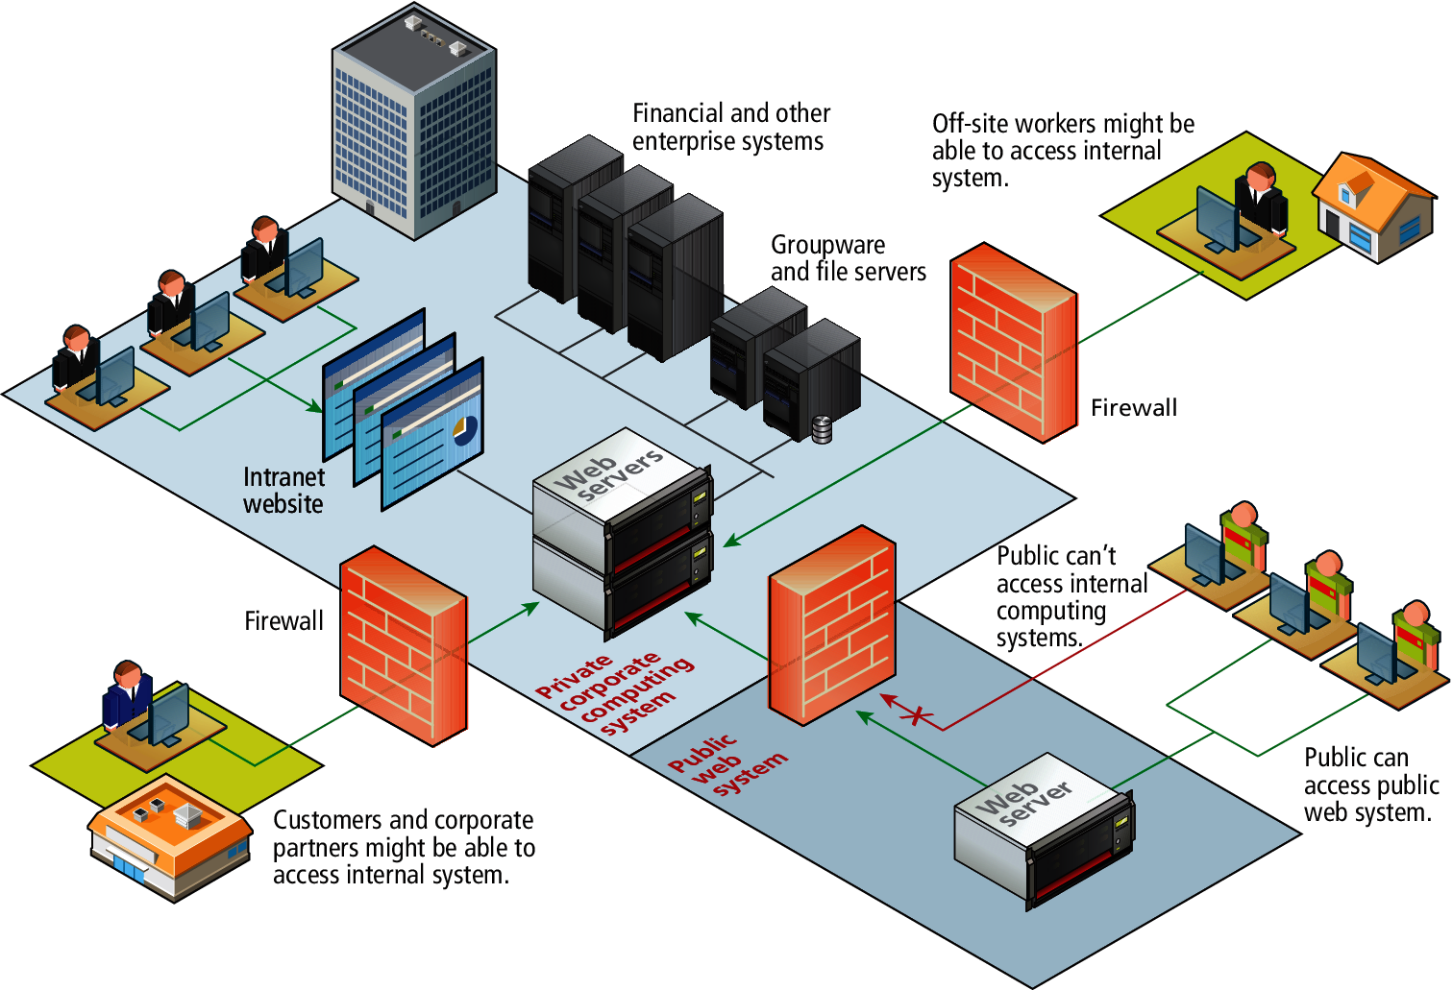 Financial and other
enterprise systems
Off-site workers might be
able to access internal
system.
Groupware
and file servers
Firewall
Intranet
website
Web
servers
Public can’t
access internal
computing
systems.
Firewall
Private
corporate
computing
system
Public
web
system
Web
server
Public can
access public
web system.
Customers and corporate
partners might be able to
access internal system.